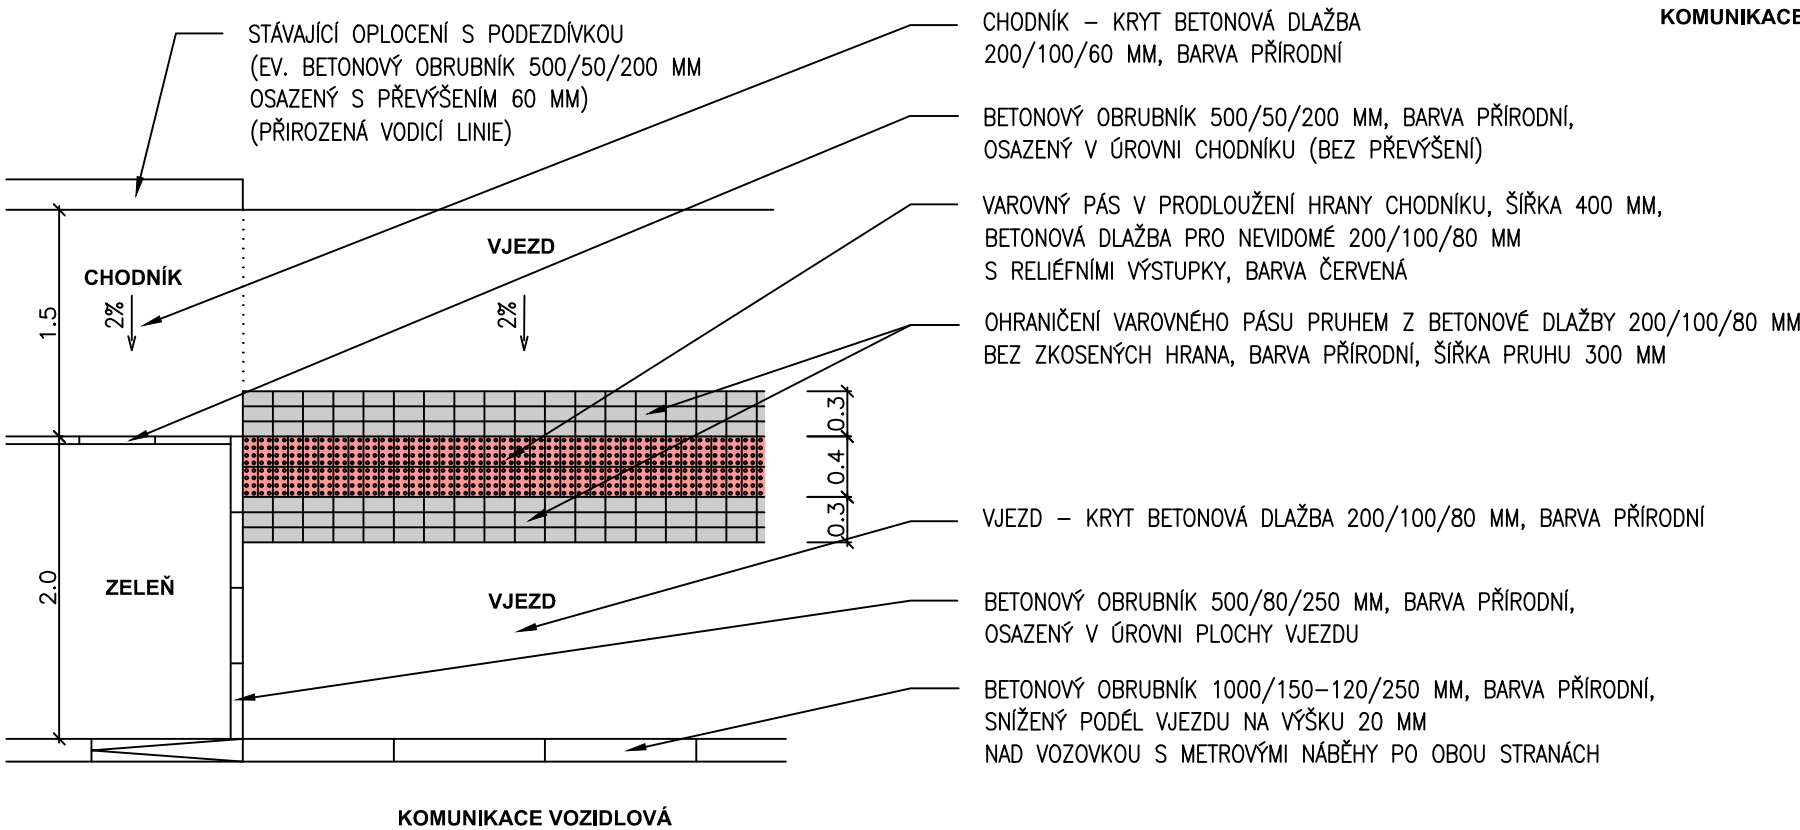 STÁVAJÍCÍ OPLOCENÍ S PODEZDÍVKOU
(EV. BETONOVÝ OBRUBNÍK 500/50/200 MM
OSAZENÝ S PŘEVÝŠENÍM 60 MM)
(PŘIROZENÁ VODICÍ LINIE)
CHODNÍK – KRYT BETONOVÁ DLAŽBA
200/100/60 MM, BARVA PŘÍRODNÍ
KOMUNIKACE
BETONOVÝ OBRUBNÍK 500/50/200 MM, BARVA PŘÍRODNÍ,
OSAZENÝ V ÚROVNI CHODNÍKU (BEZ PŘEVÝŠENÍ)
VAROVNÝ PÁS V PRODLOUŽENÍ HRANY CHODNÍKU, ŠÍŘKA 400 MM,
BETONOVÁ DLAŽBA PRO NEVIDOMÉ 200/100/80 MM
S RELIÉFNÍMI VÝSTUPKY, BARVA ČERVENÁ
OHRANIČENÍ VAROVNÉHO PÁSU PRUHEM Z BETONOVÉ DLAŽBY 200/100/80 MM
BEZ ZKOSENÝCH HRANA, BARVA PŘÍRODNÍ, ŠÍŘKA PRUHU 300 MM
VJEZD – KRYT BETONOVÁ DLAŽBA 200/100/80 MM, BARVA PŘÍRODNÍ
BETONOVÝ OBRUBNÍK 500/80/250 MM, BARVA PŘÍRODNÍ,
OSAZENÝ V ÚROVNI PLOCHY VJEZDU
BETONOVÝ OBRUBNÍK 1000/150–120/250 MM, BARVA PŘÍRODNÍ,
SNÍŽENÝ PODÉL VJEZDU NA VÝŠKU 20 MM
NAD VOZOVKOU S METROVÝMI NÁBĚHY PO OBOU STRANÁCH
VJEZD
CHODNÍK
2%
2%
1.5
0.3
0.4
0.3
2.0
ZELEŇ
VJEZD
KOMUNIKACE VOZIDLOVÁ